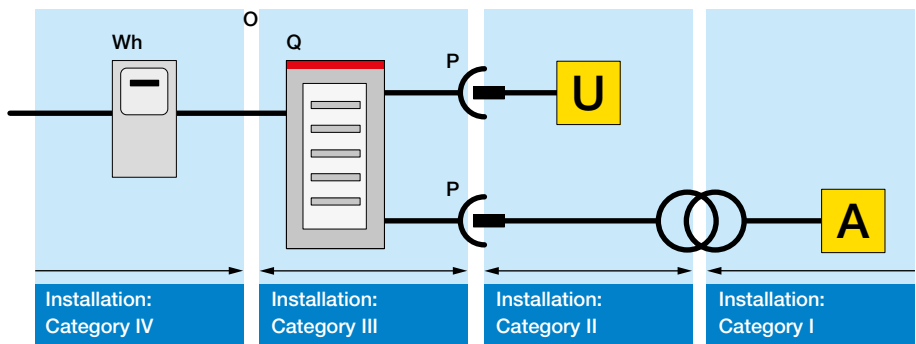 O
Wh
Q
P
U
P
A
Installation:
Category IV
Installation:
Category III
Installation:
Category II
Installation:
Category I